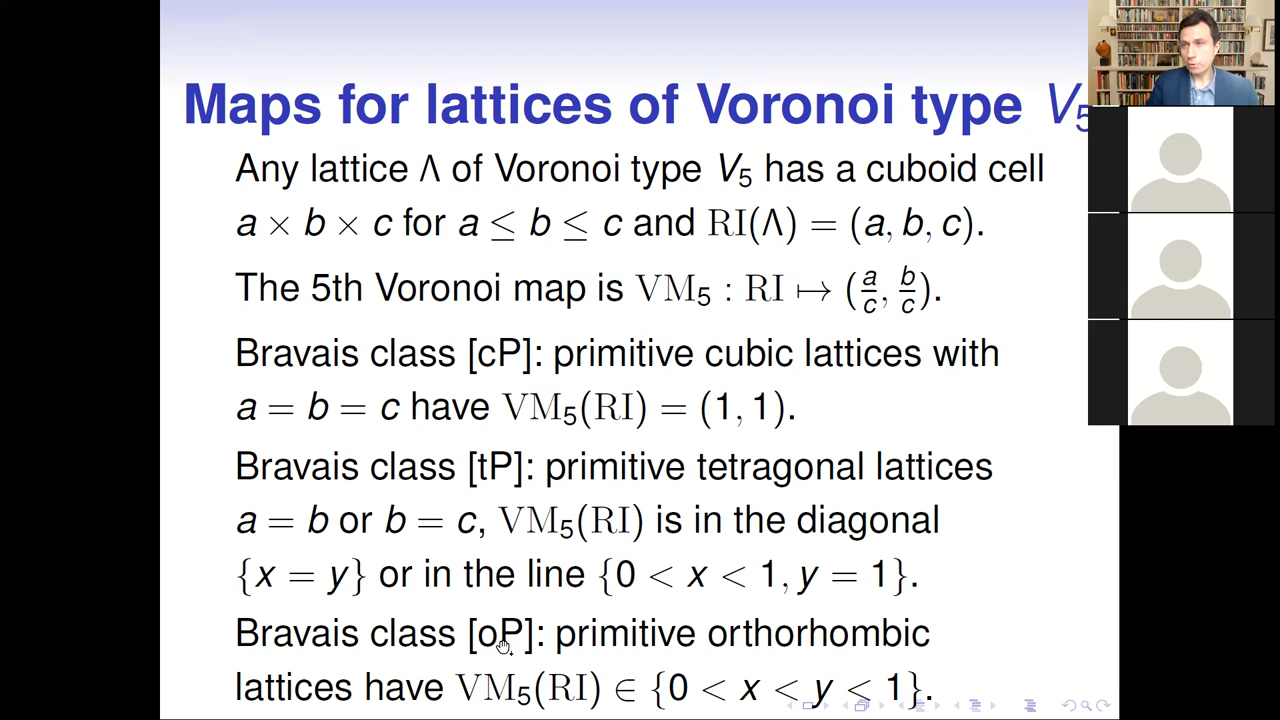 Maps for lattices of Voronoi type V₅
Any lattice Λ of Voronoi type V₅ has a cuboid cell
a × b × c for a ≤ b ≤ c and RI(Λ) = (a, b, c).
The 5th Voronoi map is VM₅ : RI ↦ (a/c, b/c).
Bravais class [cP]: primitive cubic lattices with
a = b = c have VM₅(RI) = (1, 1).
Bravais class [tP]: primitive tetragonal lattices
a = b or b = c, VM₅(RI) is in the diagonal
{x = y} or in the line {0 < x < 1, y = 1}.
Bravais class [oP]: primitive orthorhombic
lattices have VM₅(RI) ∈ {0 < x < y < 1}.